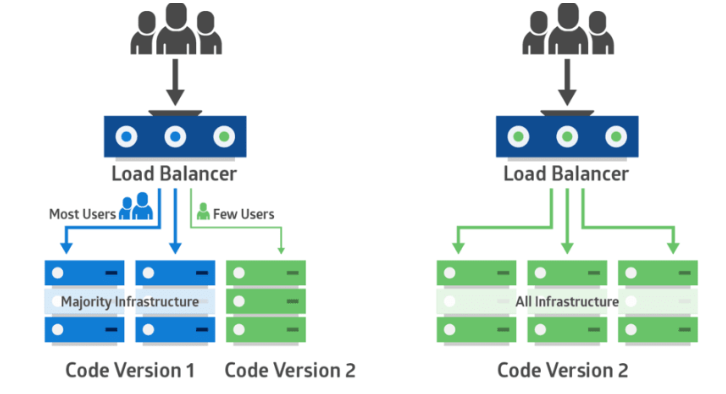 Load Balancer
Most Users
Few Users
Majority Infrastructure
Code Version 1
Code Version 2
Load Balancer
All Infrastructure
Code Version 2